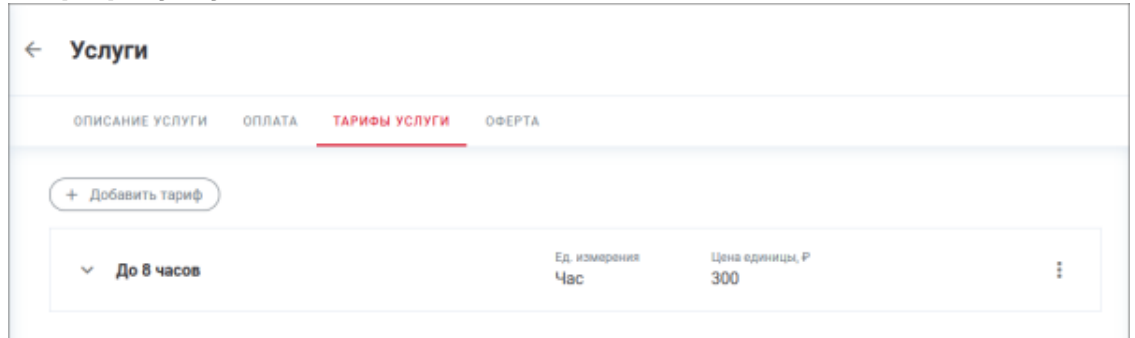 Услуги
ОПИСАНИЕ УСЛУГИ ОПЛАТА ТАРИФЫ УСЛУГИ ОФЕРТА
+ Добавить тариф
Ед. измерения Цена единицы, ₽
До 8 часов Час 300